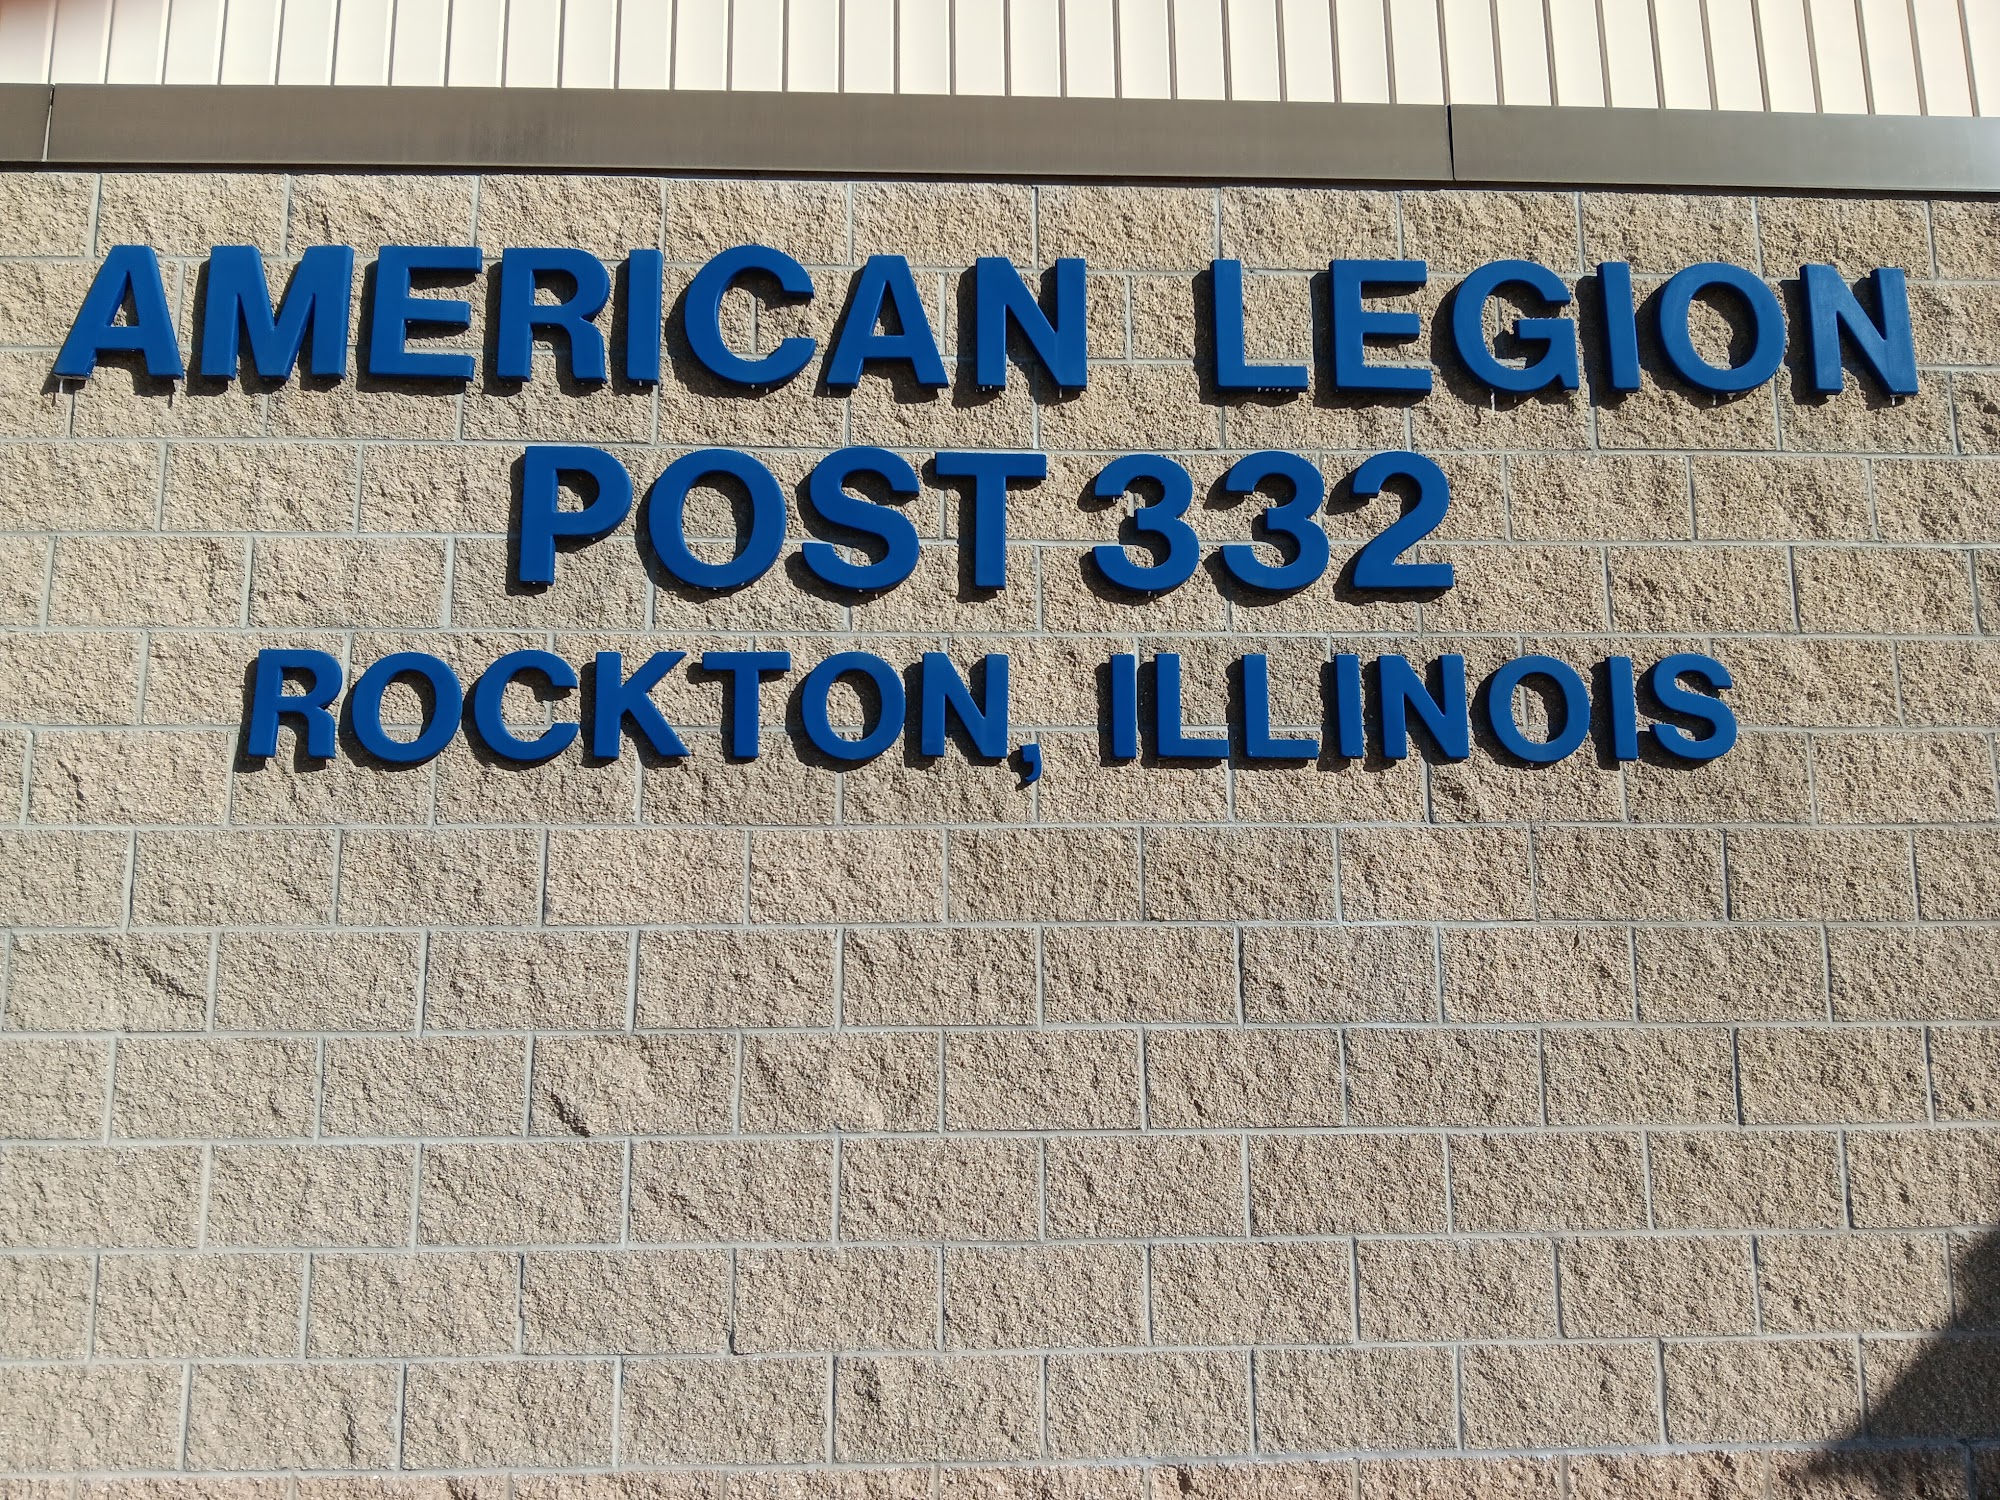 AMERICAN LEGION
POST 332
ROCKTON, ILLINOIS